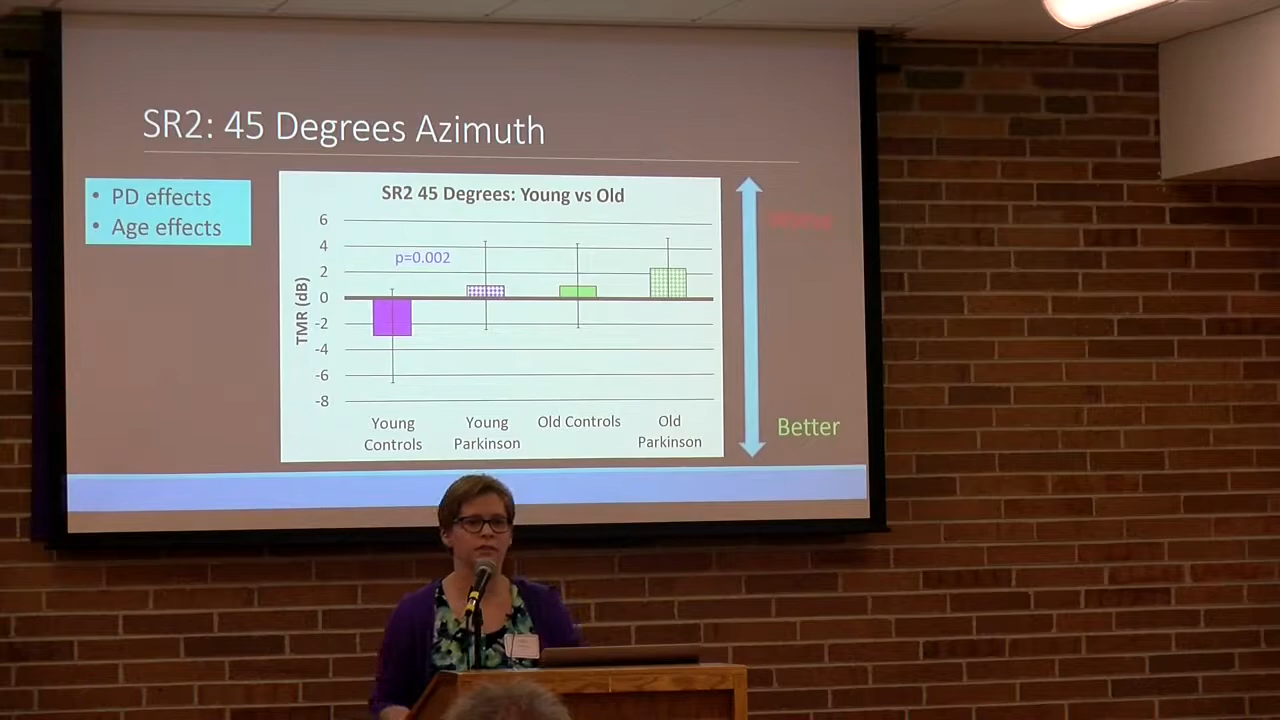 SR2: 45 Degrees Azimuth
• PD effects
• Age effects
SR2 45 Degrees: Young vs Old
6
4
2
0
-2
-4
-6
-8
TMR (dB)
p=0.002
Young Controls
Young Parkinson
Old Controls
Old Parkinson
Better